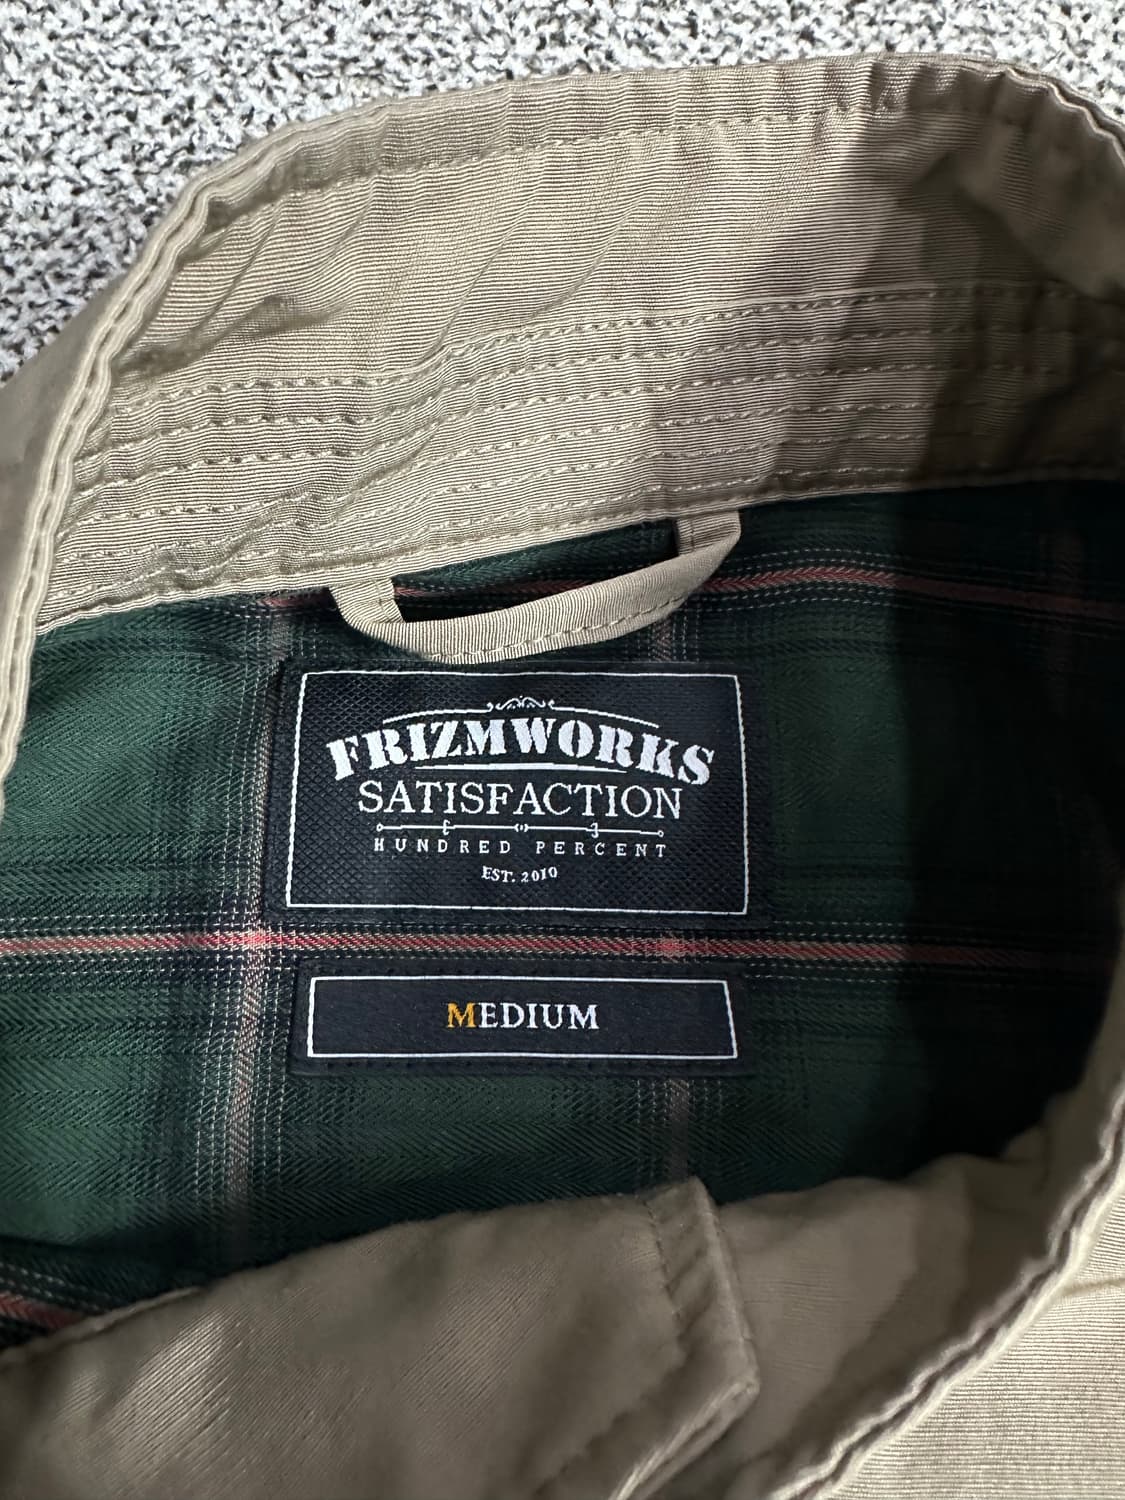 FRIZMWORKS
SATISFACTION
HUNDRED PERCENT
EST. 2010
MEDIUM